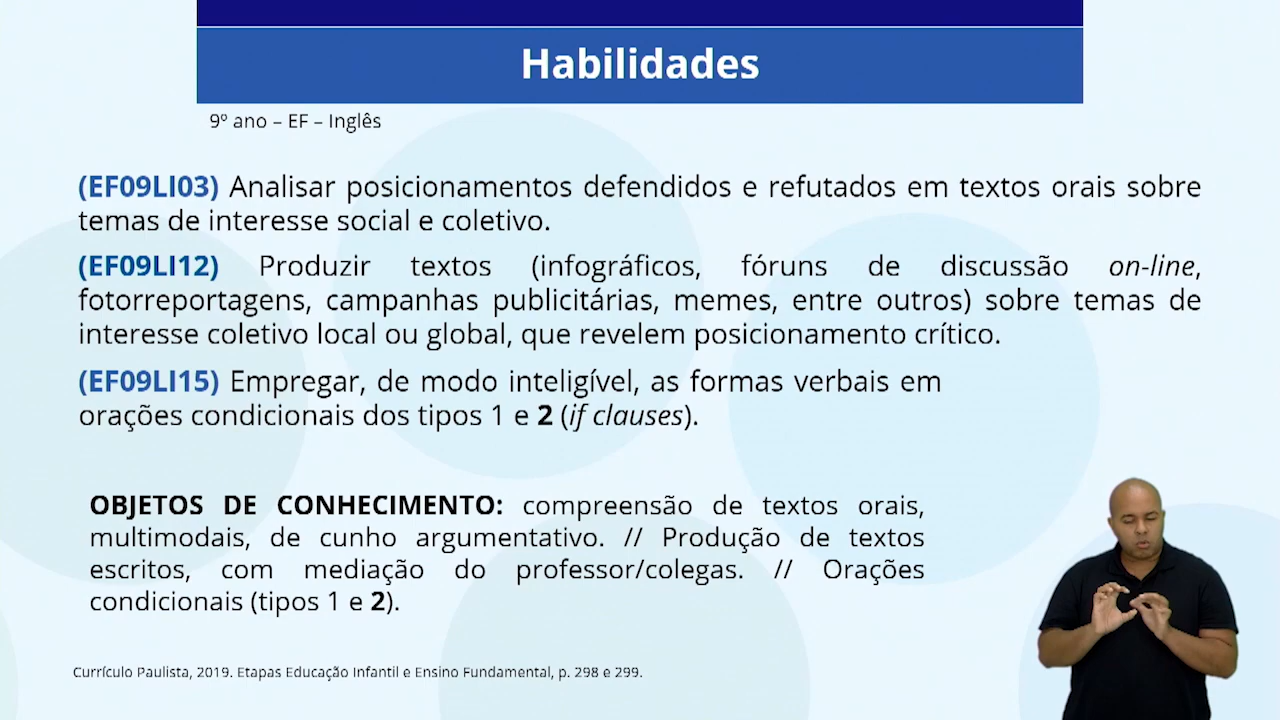 Habilidades
9º ano – EF – Inglês
(EF09LI03) Analisar posicionamentos defendidos e refutados em textos orais sobre
temas de interesse social e coletivo.
(EF09LI12) Produzir textos (infográficos, fóruns de discussão on-line,
fotorreportagens, campanhas publicitárias, memes, entre outros) sobre temas de
interesse coletivo local ou global, que revelem posicionamento crítico.
(EF09LI15) Empregar, de modo inteligível, as formas verbais em
orações condicionais dos tipos 1 e 2 (if clauses).
OBJETOS DE CONHECIMENTO: compreensão de textos orais,
multimodais, de cunho argumentativo. // Produção de textos
escritos, com mediação do professor/colegas. // Orações
condicionais (tipos 1 e 2).
Currículo Paulista, 2019. Etapas Educação Infantil e Ensino Fundamental, p. 298 e 299.